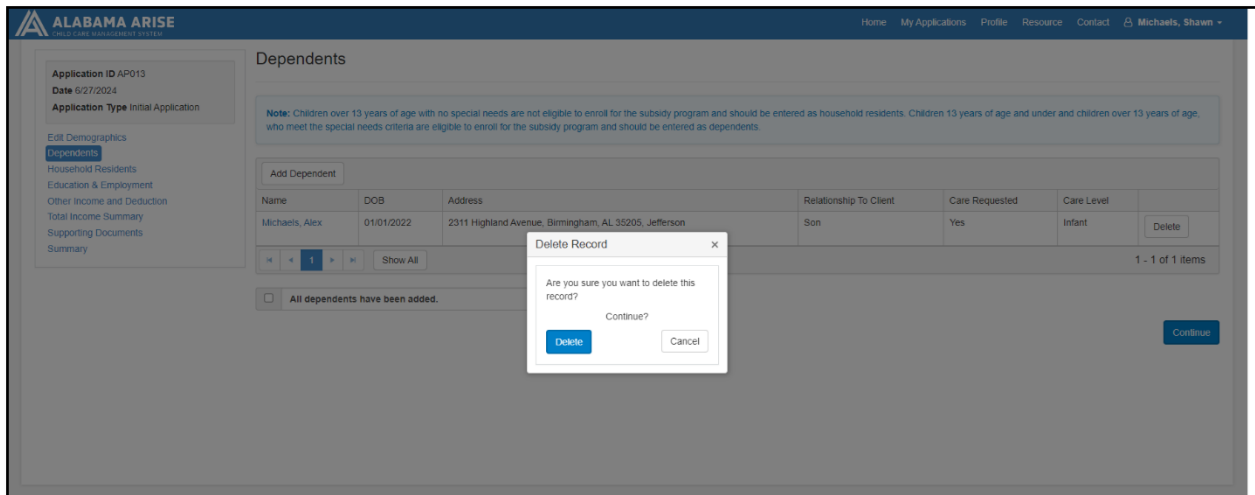 ALABAMA ARISE
CHILD CARE MANAGEMENT SYSTEM
Home My Applications Profile Resource Contact Michaels, Shawn
Application ID AP013
Date 6/27/2024
Application Type Initial Application
Edit Demographics
Dependents
Household Residents
Education & Employment
Other Income and Deduction
Total Income Summary
Supporting Documents
Summary
Dependents
Note: Children over 13 years of age with no special needs are not eligible to enroll for the subsidy program and should be entered as household residents. Children 13 years of age and under and children over 13 years of age,
who meet the special needs criteria are eligible to enroll for the subsidy program and should be entered as dependents.
Add Dependent
Name DOB Address Relationship To Client Care Requested Care Level
Michaels, Alex 01/01/2022 2311 Highland Avenue, Birmingham, AL 35205, Jefferson Son Yes Infant Delete
1 Show All 1 - 1 of 1 items
All dependents have been added.
Continue
Delete Record ×
Are you sure you want to delete this
record?
Continue?
Delete Cancel